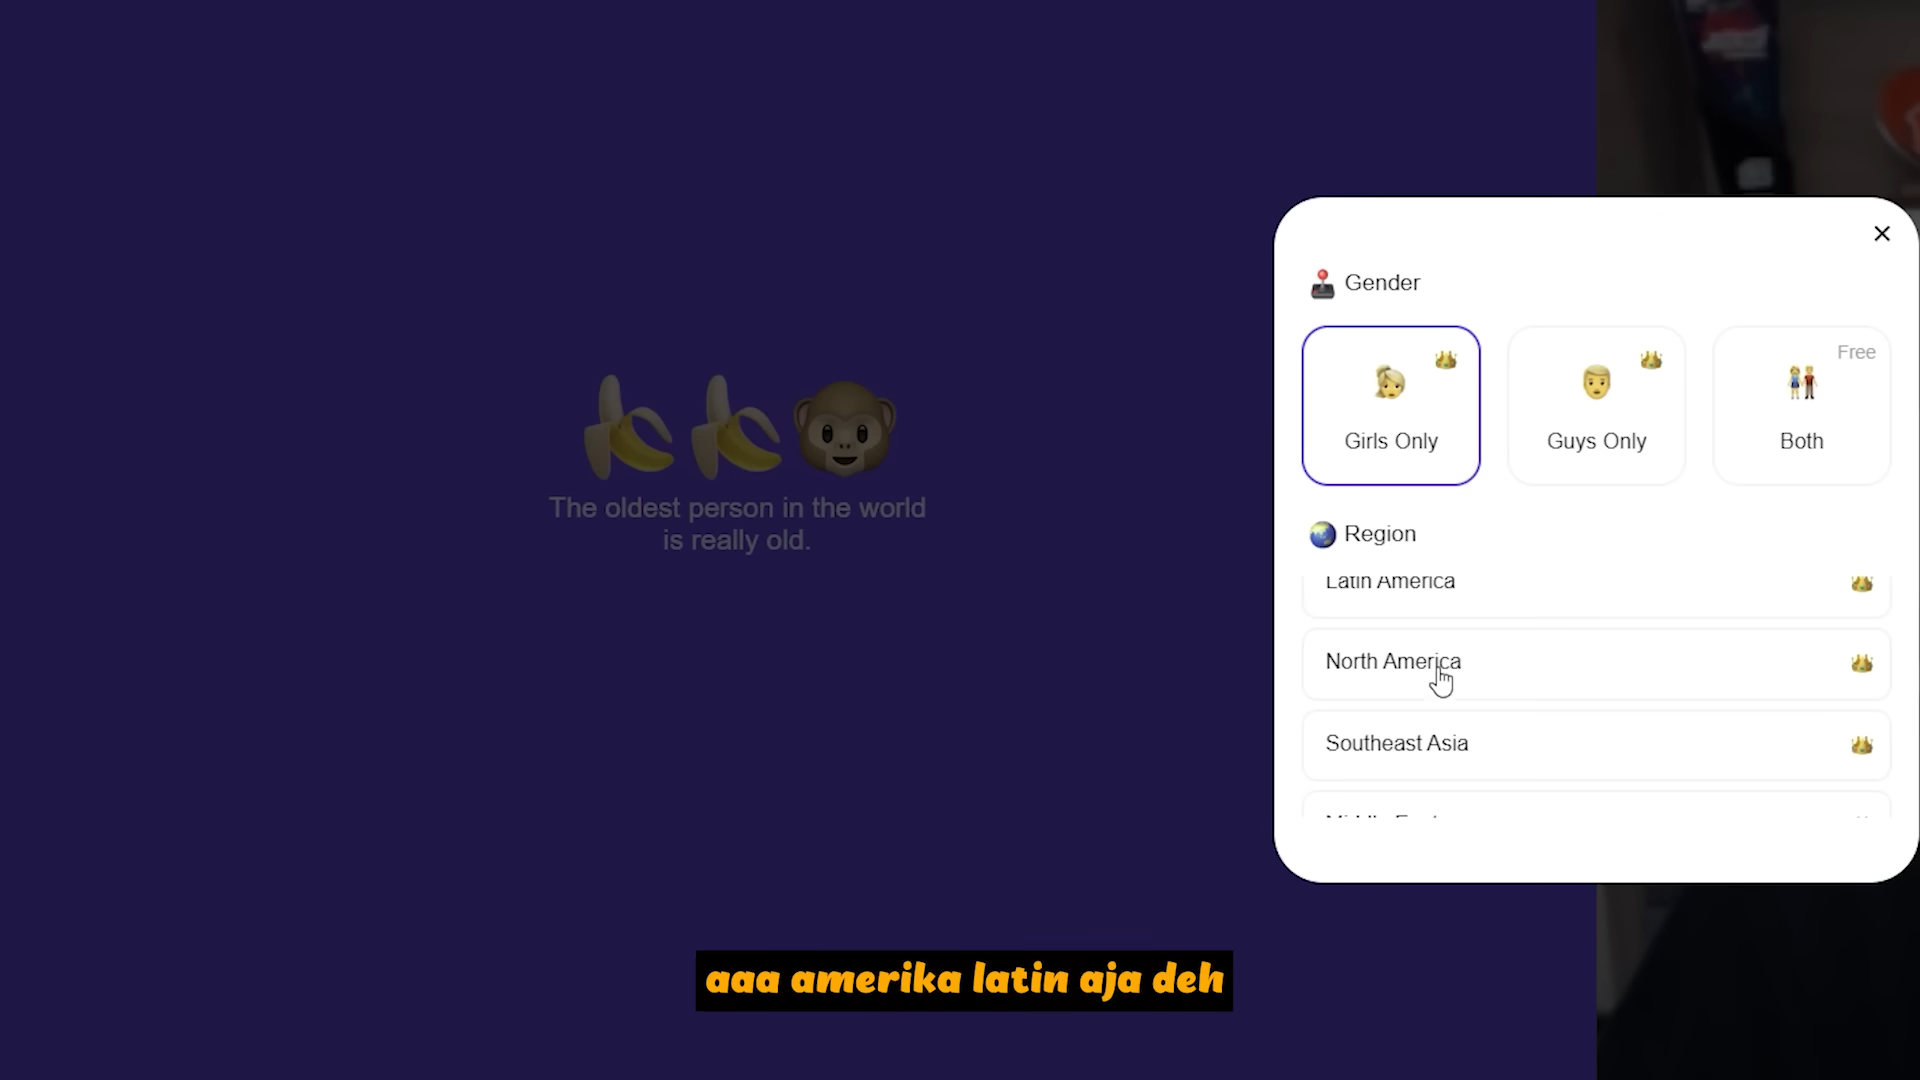 Gender
Free
Girls Only
Guys Only
Both
The oldest person in the world
is really old.
Region
Latin America
North America
Southeast Asia
aaa amerika latin aja deh